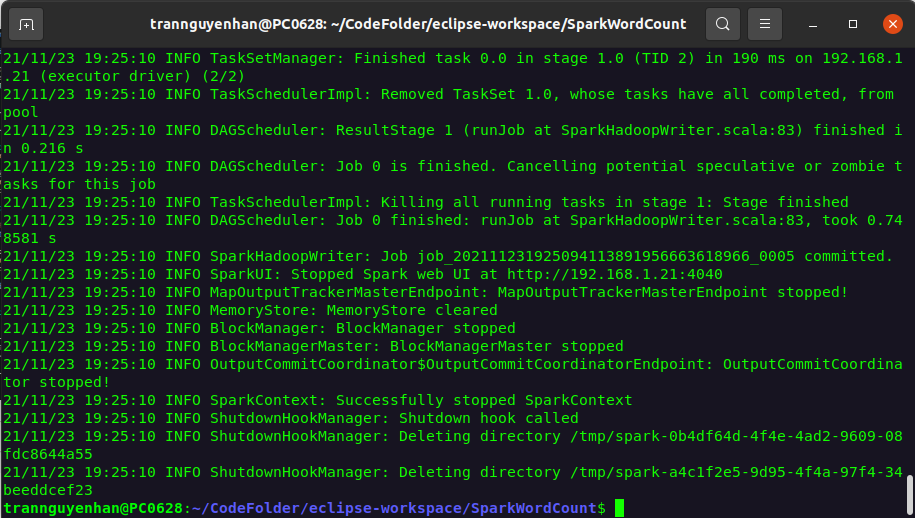 trannguyenhan@PC0628: ~/CodeFolder/eclipse-workspace/SparkWordCount
21/11/23 19:25:10 INFO TaskSetManager: Finished task 0.0 in stage 1.0 (TID 2) in 190 ms on 192.168.1
.21 (executor driver) (2/2)
21/11/23 19:25:10 INFO TaskSchedulerImpl: Removed TaskSet 1.0, whose tasks have all completed, from
pool
21/11/23 19:25:10 INFO DAGScheduler: ResultStage 1 (runJob at SparkHadoopWriter.scala:83) finished i
n 0.216 s
21/11/23 19:25:10 INFO DAGScheduler: Job 0 is finished. Cancelling potential speculative or zombie t
asks for this job
21/11/23 19:25:10 INFO TaskSchedulerImpl: Killing all running tasks in stage 1: Stage finished
21/11/23 19:25:10 INFO DAGScheduler: Job 0 finished: runJob at SparkHadoopWriter.scala:83, took 0.74
8581 s
21/11/23 19:25:10 INFO SparkHadoopWriter: Job job_202111231925094113891956663618966_0005 committed.
21/11/23 19:25:10 INFO SparkUI: Stopped Spark web UI at http://192.168.1.21:4040
21/11/23 19:25:10 INFO MapOutputTrackerMasterEndpoint: MapOutputTrackerMasterEndpoint stopped!
21/11/23 19:25:10 INFO MemoryStore: MemoryStore cleared
21/11/23 19:25:10 INFO BlockManager: BlockManager stopped
21/11/23 19:25:10 INFO BlockManagerMaster: BlockManagerMaster stopped
21/11/23 19:25:10 INFO OutputCommitCoordinator$OutputCommitCoordinatorEndpoint: OutputCommitCoordina
tor stopped!
21/11/23 19:25:10 INFO SparkContext: Successfully stopped SparkContext
21/11/23 19:25:10 INFO ShutdownHookManager: Shutdown hook called
21/11/23 19:25:10 INFO ShutdownHookManager: Deleting directory /tmp/spark-0b4df64d-4f4e-4ad2-9609-08
fdc8644a55
21/11/23 19:25:10 INFO ShutdownHookManager: Deleting directory /tmp/spark-a4c1f2e5-9d95-4f4a-97f4-34
beeddcef23
trannguyenhan@PC0628:~/CodeFolder/eclipse-workspace/SparkWordCount$